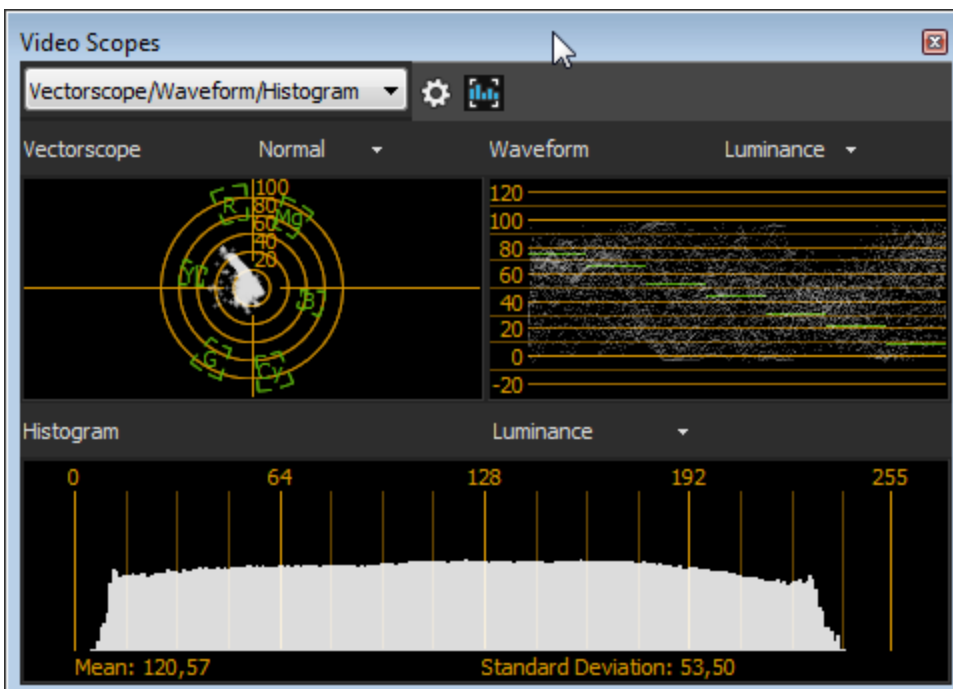 Video Scopes
Vectorscope/Waveform/Histogram
Vectorscope Normal Waveform Luminance
100
80
60
40
20
R
Mg
YL
B
G
Cy
120
100
80
60
40
20
0
-20
Histogram Luminance
0 64 128 192 255
Mean: 120,57 Standard Deviation: 53,50